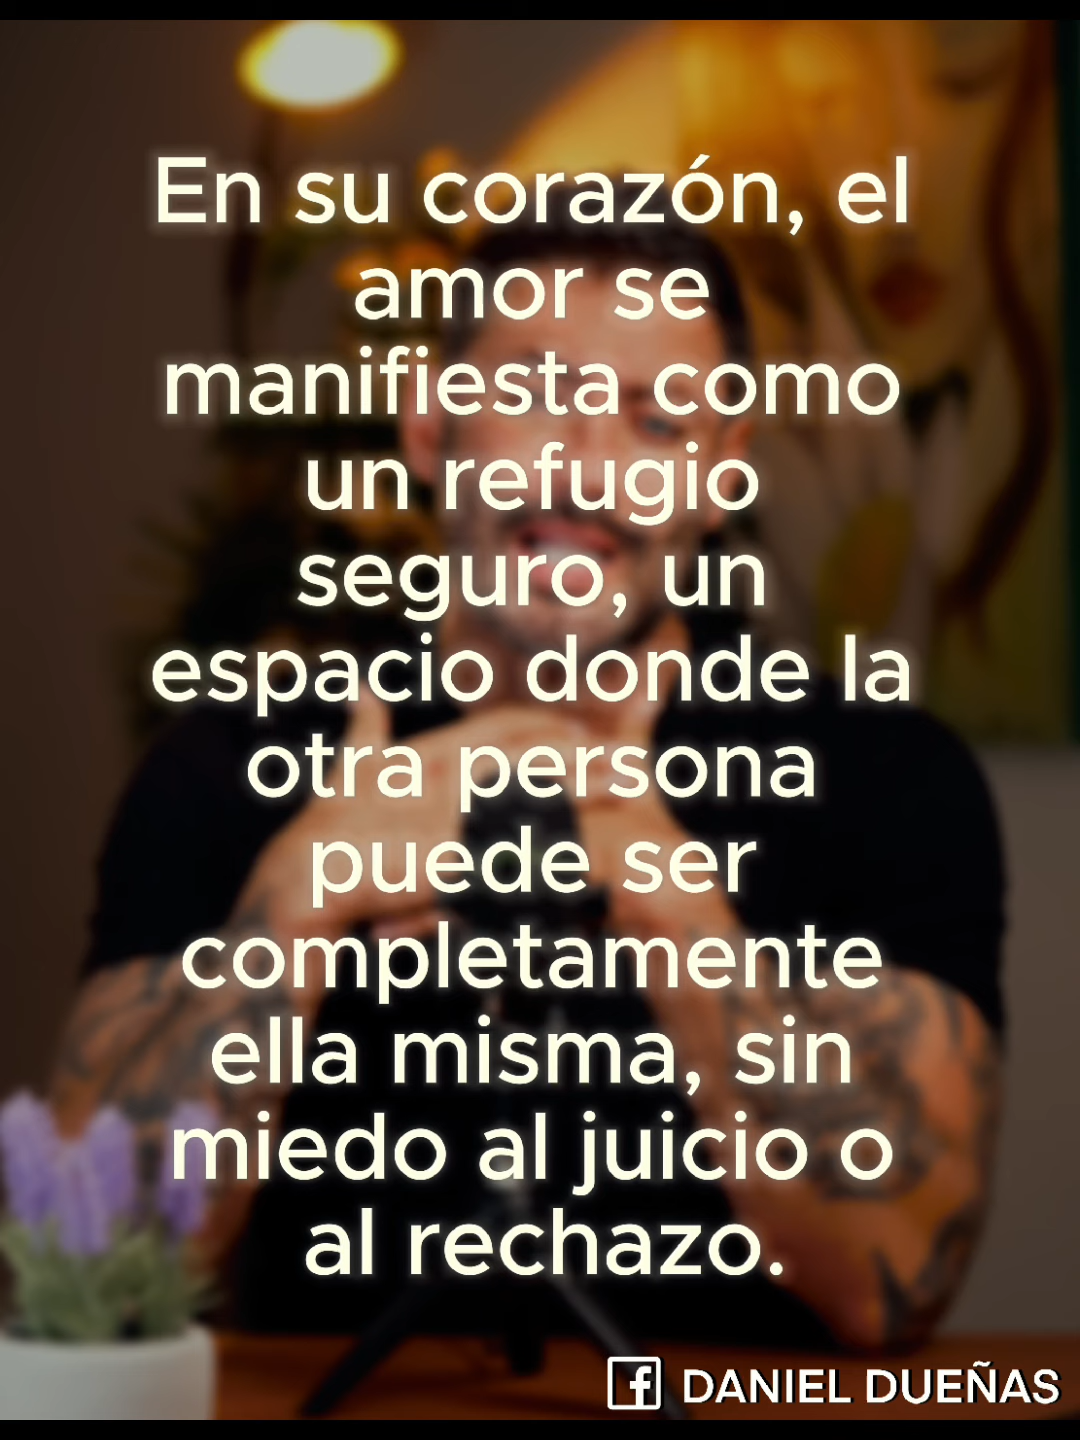 En su corazón, el
amor se
manifiesta como
un refugio
seguro, un
espacio donde la
otra persona
puede ser
completamente
ella misma, sin
miedo al juicio o
al rechazo.
DANIEL DUEÑAS